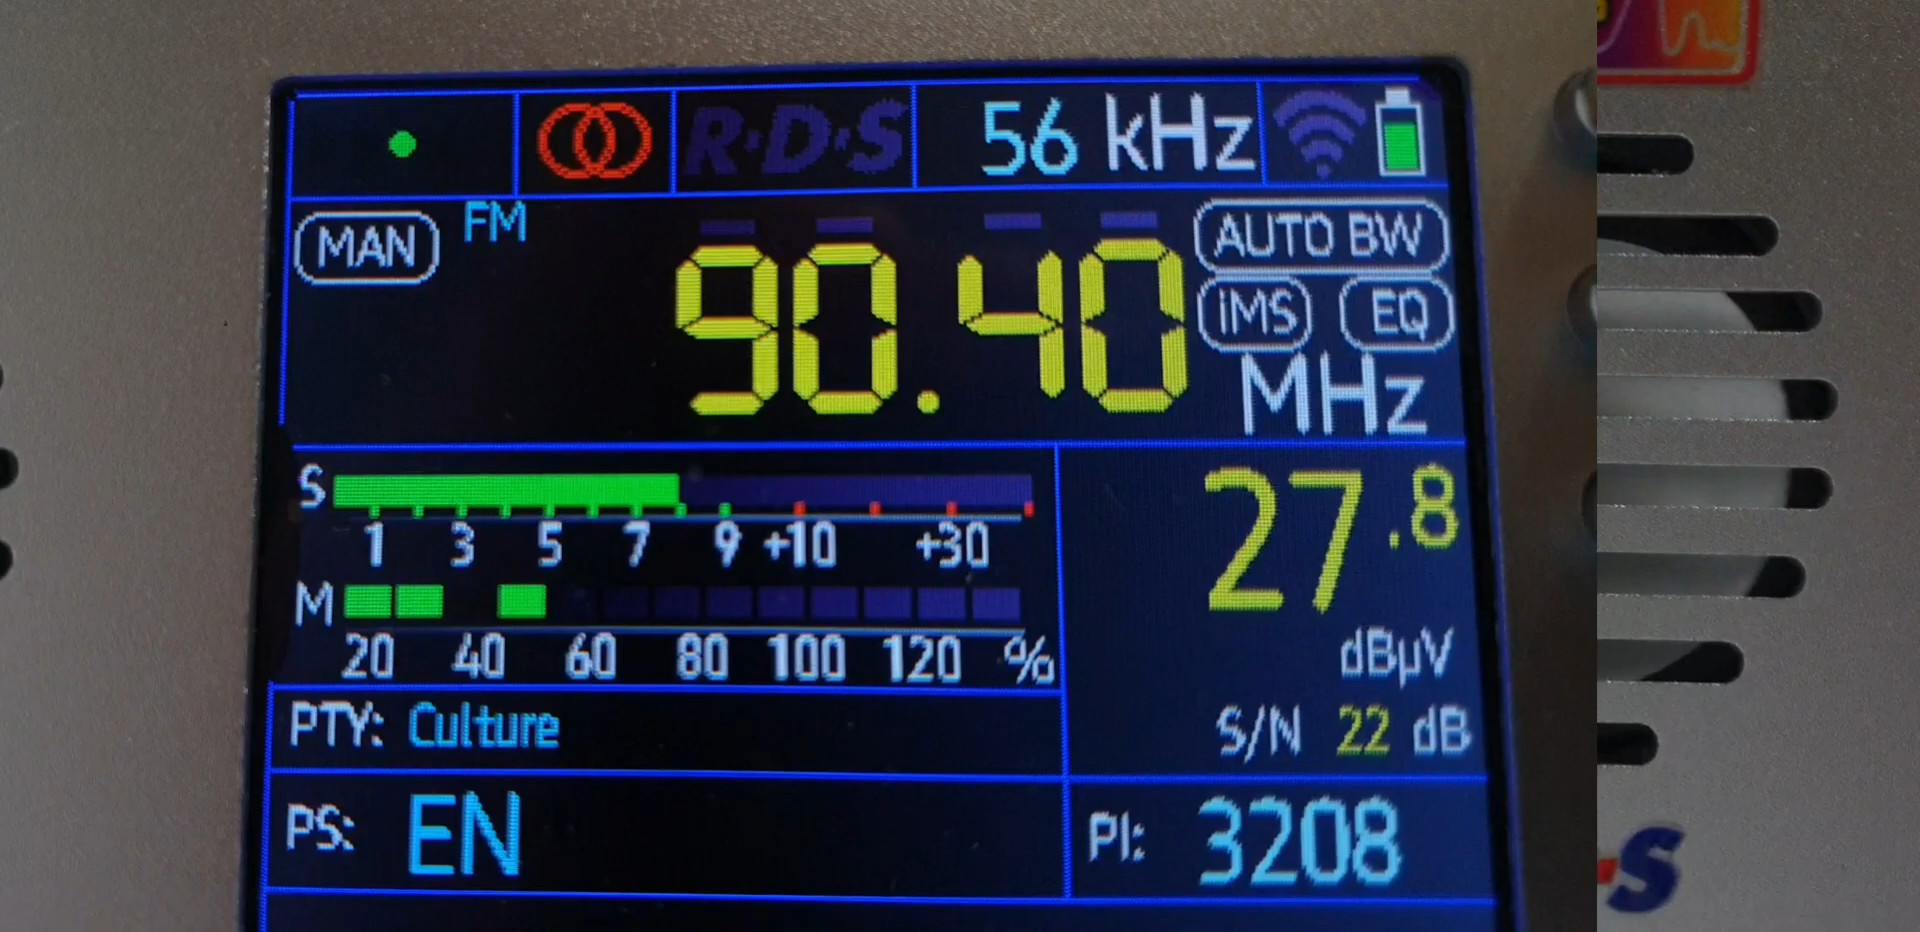 R·D·S 56 kHz
MAN FM 90.40 AUTO BW
iMS EQ
MHz
S
1 3 5 7 9 +10 +30
M
20 40 60 80 100 120 %
27.8
dBµV
S/N 22 dB
PTY: Culture
PS: EN PI: 3208
S